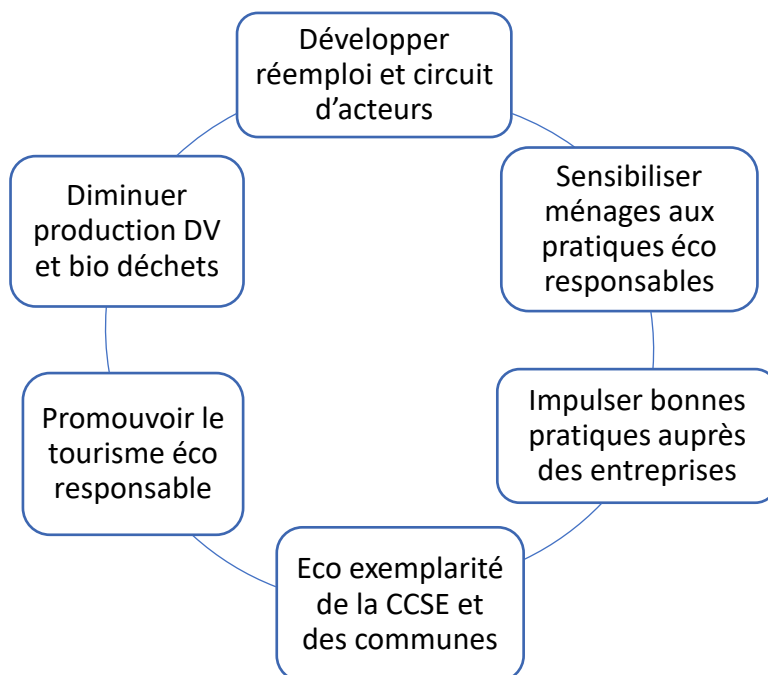 Développer
réemploi et circuit
d’acteurs
Sensibiliser
ménages aux
pratiques éco
responsables
Impulser bonnes
pratiques auprès
des entreprises
Eco exemplarité
de la CCSE et
des communes
Promouvoir le
tourisme éco
responsable
Diminuer
production DV
et bio déchets